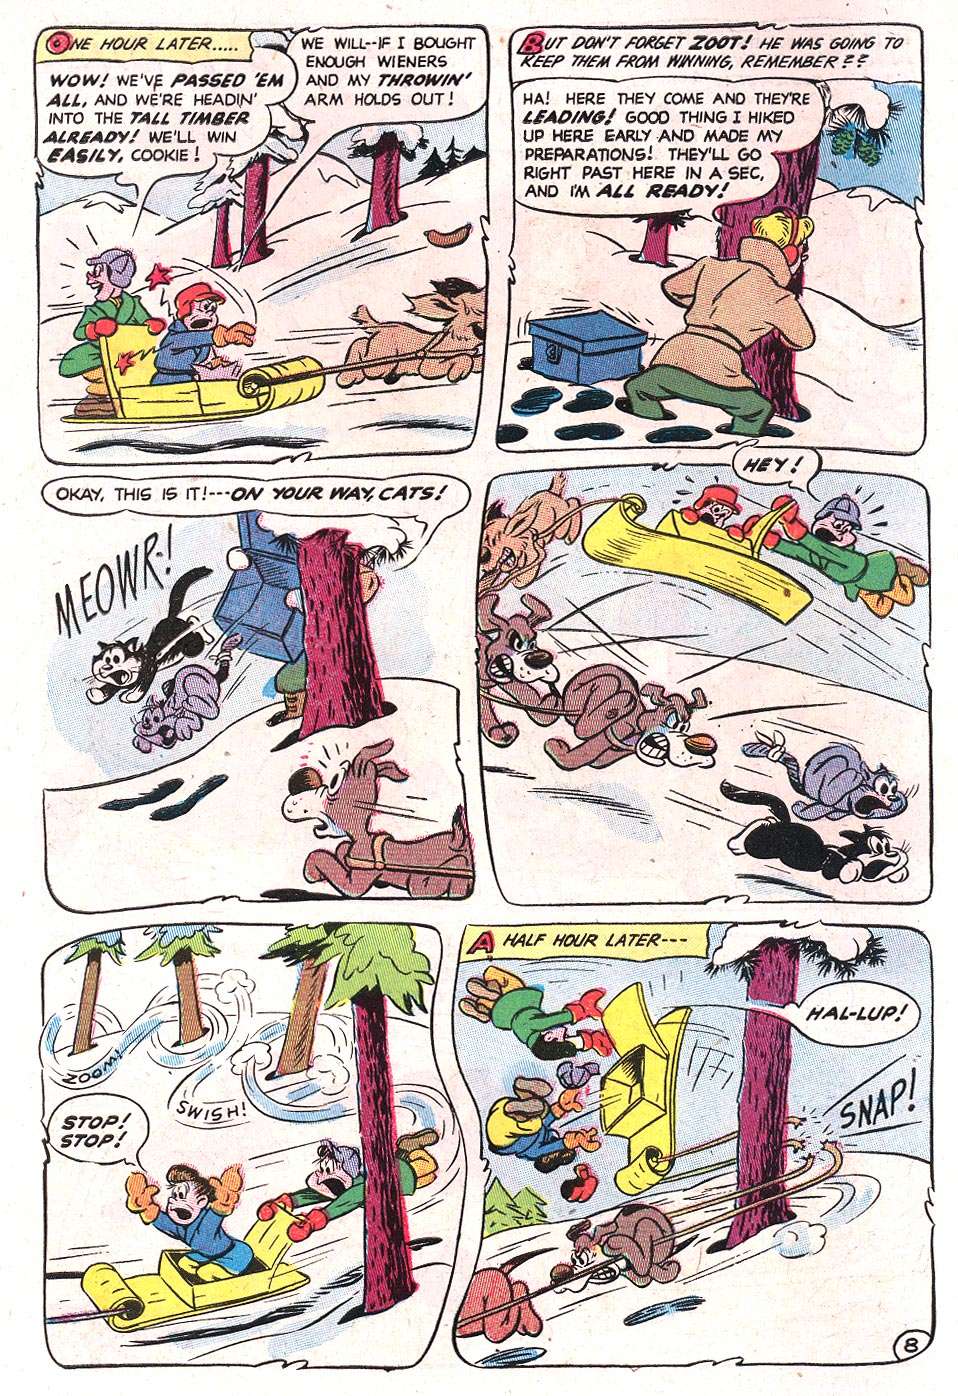 ONE HOUR LATER.....
WOW! WE'VE PASSED 'EM
ALL, AND WE'RE HEADIN'
INTO THE TALL TIMBER
ALREADY! WE'LL WIN
EASILY, COOKIE!
WE WILL--IF I BOUGHT
ENOUGH WIENERS
AND MY THROWIN'
ARM HOLDS OUT!
BUT DON'T FORGET ZOOT! HE WAS GOING TO
KEEP THEM FROM WINNING, REMEMBER??
HA! HERE THEY COME AND THEY'RE
LEADING! GOOD THING I HIKED
UP HERE EARLY AND MADE MY
PREPARATIONS! THEY'LL GO
RIGHT PAST HERE IN A SEC,
AND I'M ALL READY!
OKAY, THIS IS IT!---ON YOUR WAY, CATS!
MEOWR!
HEY!
ZOOM!
SWISH!
STOP!
STOP!
A HALF HOUR LATER---
HAL-LUP!
SNAP!
8